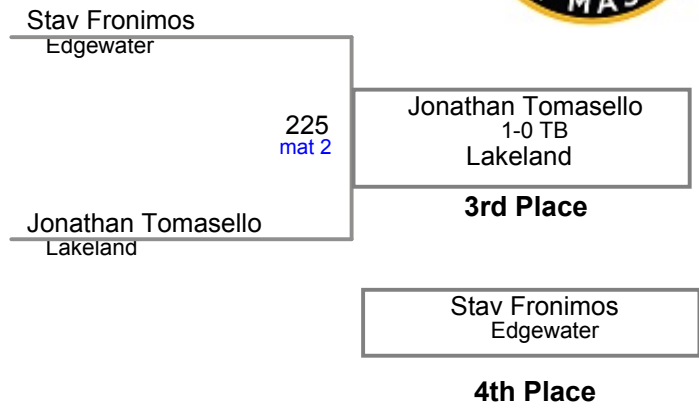 MAS
Stav Fronimos
Edgewater
225
mat 2
Jonathan Tomasello
1-0 TB
Lakeland
3rd Place
Jonathan Tomasello
Lakeland
Stav Fronimos
Edgewater
4th Place